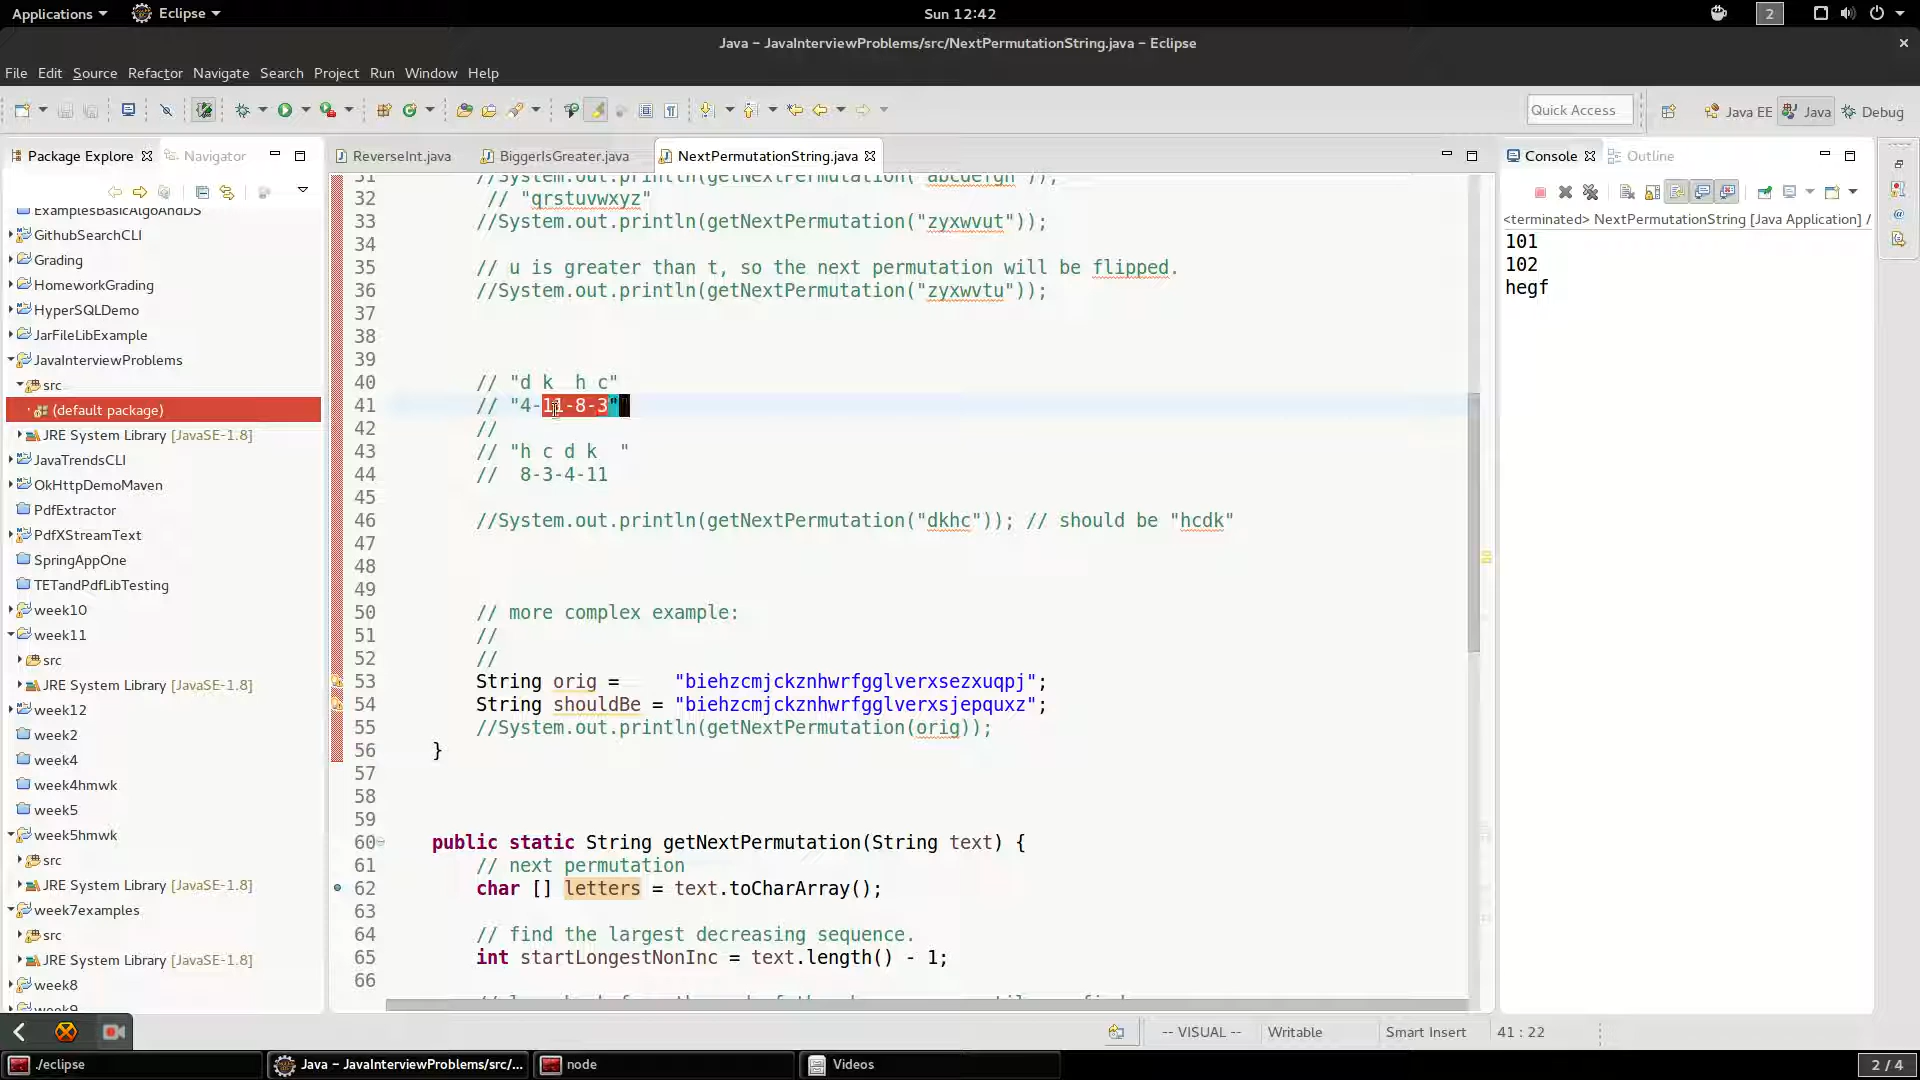 Applications
Eclipse
Sun 12:42
2
Java - JavaInterviewProblems/src/NextPermutationString.java - Eclipse
File Edit Source Refactor Navigate Search Project Run Window Help
Quick Access
Java EE
Java
Debug
Package Explore
Navigator
ReverseInt.java
BiggerIsGreater.java
NextPermutationString.java
Console
Outline
ExamplesBasicAlgoAndDS
GithubSearchCLI
Grading
HomeworkGrading
HyperSQLDemo
JarFileLibExample
JavaInterviewProblems
src
(default package)
JRE System Library [JavaSE-1.8]
JavaTrendsCLI
OkHttpDemoMaven
PdfExtractor
PdfXStreamText
SpringAppOne
TETandPdfLibTesting
week10
week11
src
JRE System Library [JavaSE-1.8]
week12
week2
week4
week4hmwk
week5
week5hmwk
src
JRE System Library [JavaSE-1.8]
week7examples
src
JRE System Library [JavaSE-1.8]
week8
week9
31 //System.out.println(getNextPermutation("abcdefgh"));
32 // "qrstuvwxyz"
33 //System.out.println(getNextPermutation("zyxwvut"));
34
35 // u is greater than t, so the next permutation will be flipped.
36 //System.out.println(getNextPermutation("zyxwvtu"));
37
38
39
40 // "d k  h c"
41 // "4-11-8-3"
42 //
43 // "h c d k  "
44 //  8-3-4-11
45
46 //System.out.println(getNextPermutation("dkhc")); // should be "hcdk"
47
48
49
50 // more complex example:
51 //
52 //
53 String orig =     "biehzcmjckznhwrfgglverxsezxuqpj";
54 String shouldBe = "biehzcmjckznhwrfgglverxsjepquxz";
55 //System.out.println(getNextPermutation(orig));
56 }
57
58
59
60 public static String getNextPermutation(String text) {
61 // next permutation
62 char [] letters = text.toCharArray();
63
64 // find the largest decreasing sequence.
65 int startLongestNonInc = text.length() - 1;
66
<terminated> NextPermutationString [Java Application] /
101
102
hegf
-- VISUAL --
Writable
Smart Insert
41 : 22
./eclipse
Java - JavaInterviewProblems/src/...
node
Videos
2 / 4